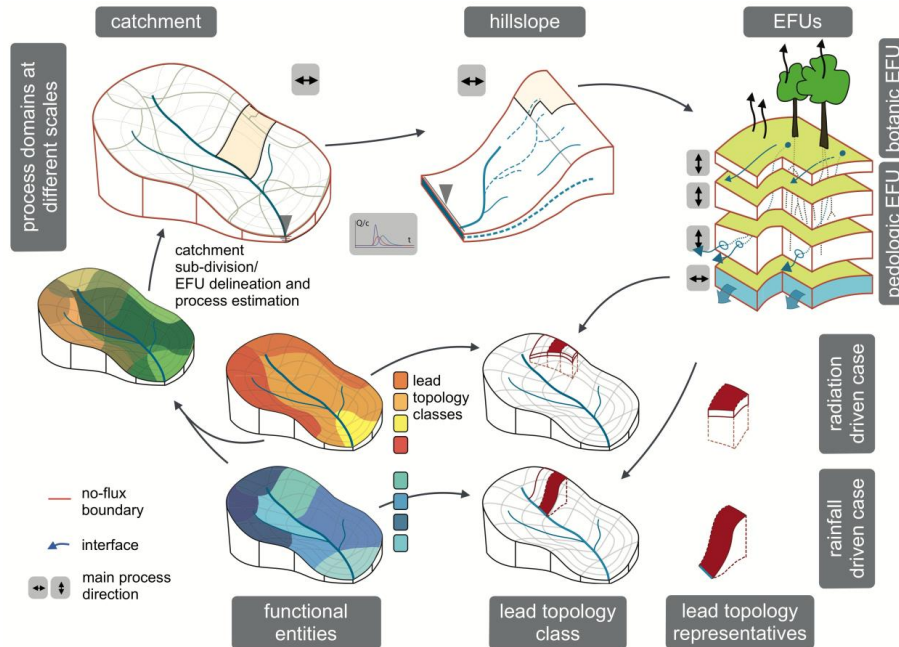 catchment
hillslope
EFUs
process domains at
different scales
botanic EFU
pedologic EFU
Q/c
t
catchment
sub-division/
EFU delineation and
process estimation
lead
topology
classes
radiation
driven case
rainfall
driven case
no-flux
boundary
interface
main process
direction
functional
entities
lead topology
class
lead topology
representatives